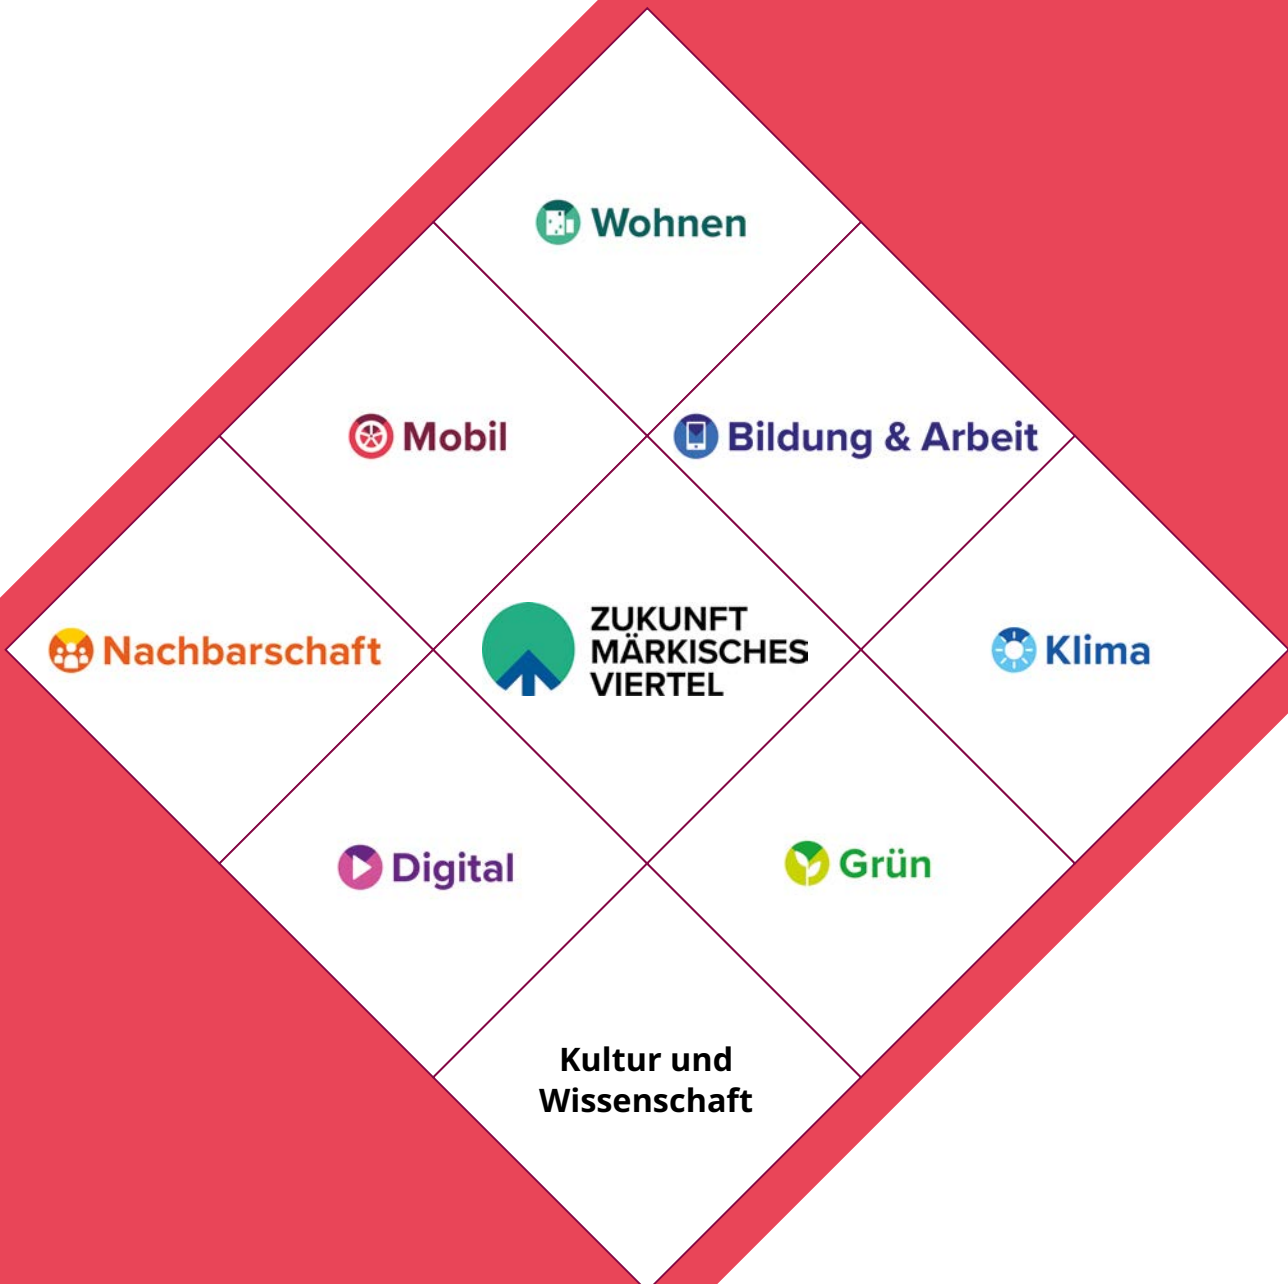 Wohnen
Mobil
Bildung & Arbeit
Nachbarschaft
ZUKUNFT
MÄRKISCHES
VIERTEL
Klima
Digital
Grün
Kultur und
Wissenschaft